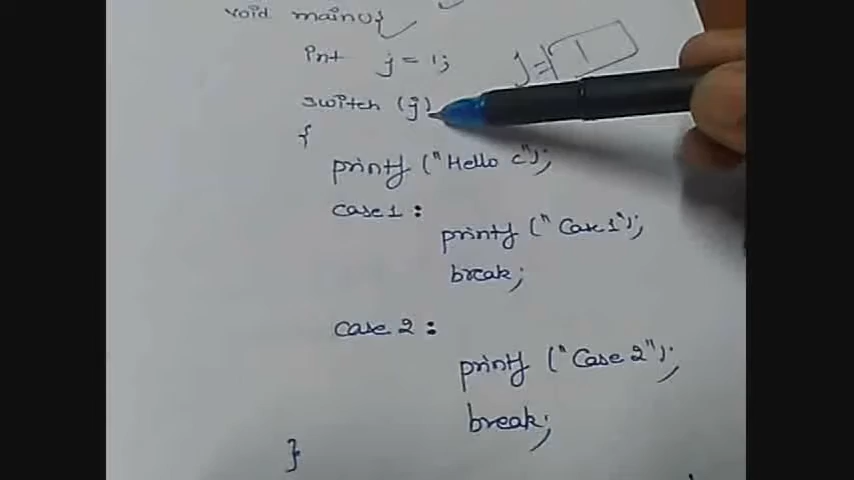 void main(){
int j = 1;
j = 1
switch (j)
{
printf ("Hello c");
case 1 :
printf ("Case 1");
break;
case 2 :
printf ("Case 2");
break;
}